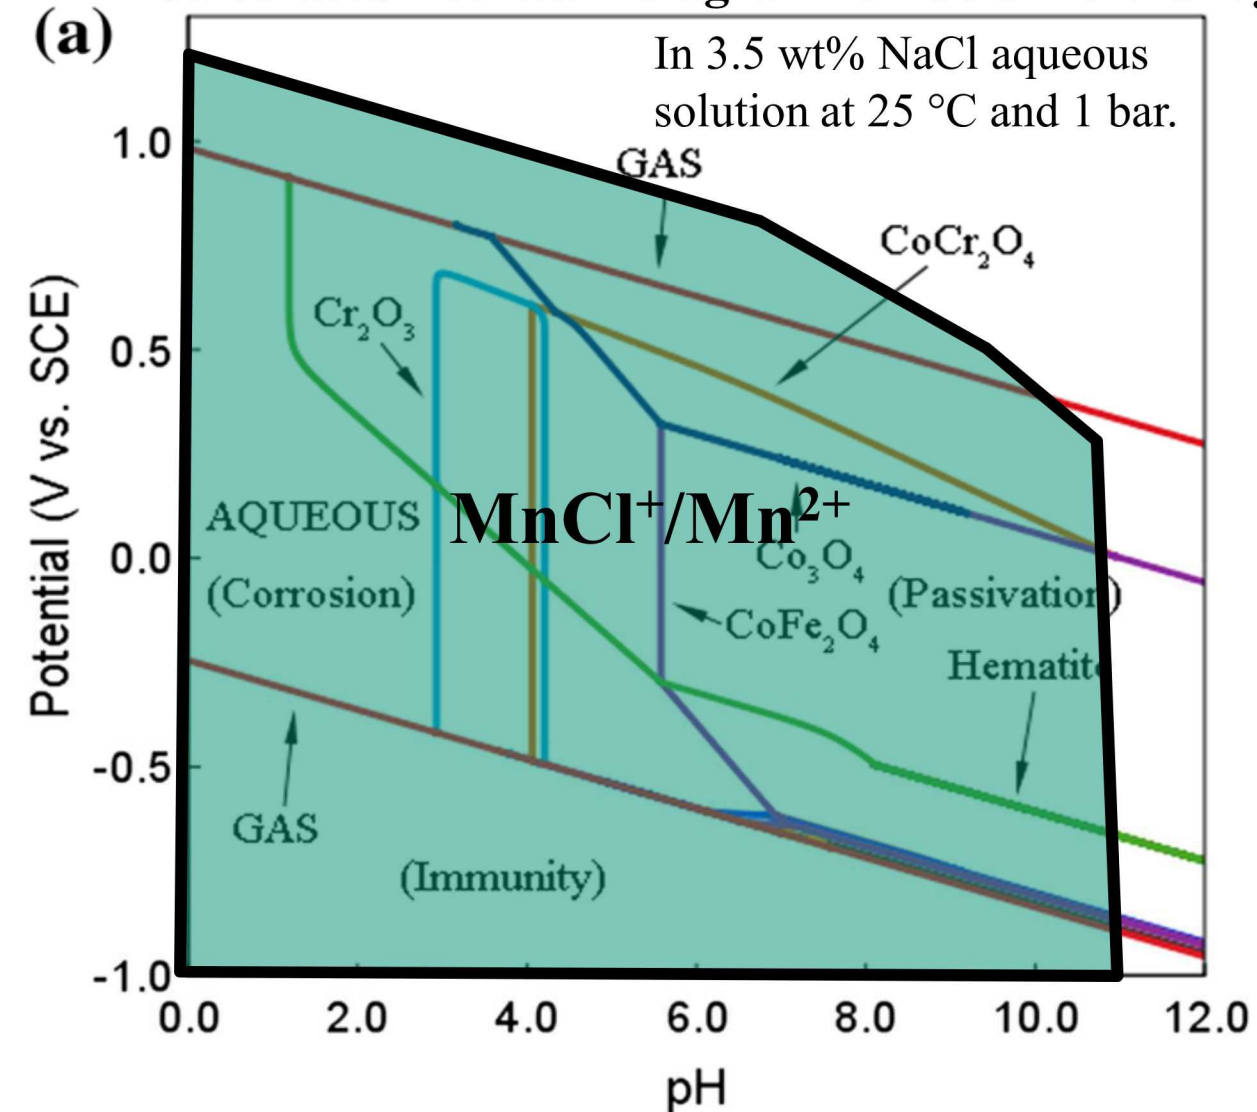 (a)
In 3.5 wt% NaCl aqueous
solution at 25 °C and 1 bar.
1.0
GAS
CoCr₂O₄
Cr₂O₃
0.5
AQUEOUS
MnCl⁺/Mn²⁺
0.0
Co₃O₄
(Corrosion)
(Passivation)
CoFe₂O₄
Hematite
-0.5
GAS
(Immunity)
-1.0
0.0 2.0 4.0 6.0 8.0 10.0 12.0
pH
Potential (V vs. SCE)